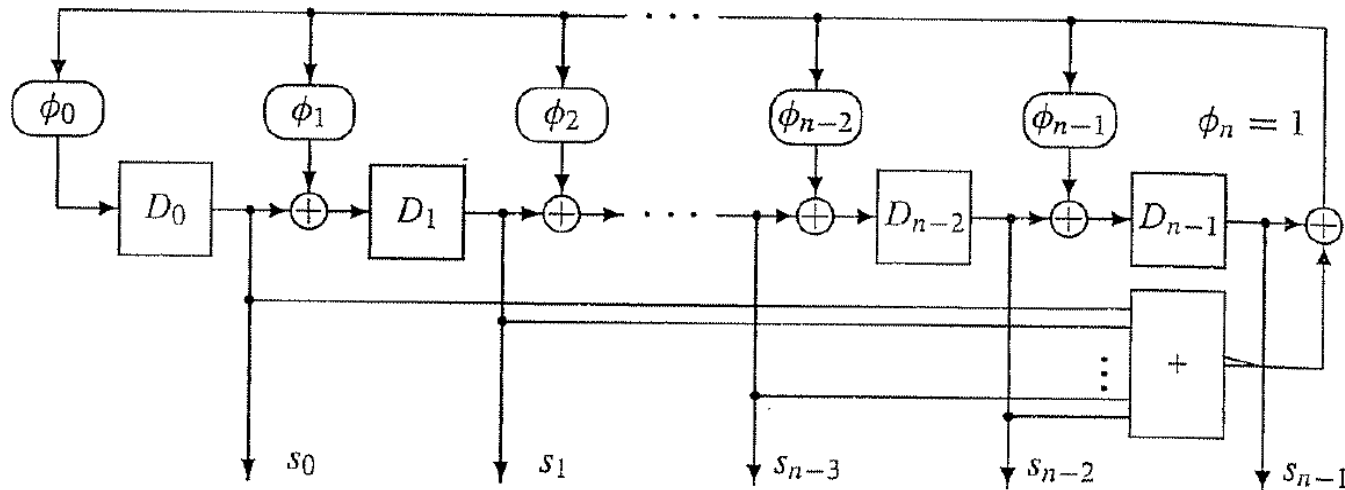 · · ·
ϕ₀ ϕ₁ ϕ₂ ϕₙ₋₂ ϕₙ₋₁ ϕₙ = 1
D₀ + D₁ + · · · + Dₙ₋₂ + Dₙ₋₁ +
⋮ +
s₀ s₁ sₙ₋₃ sₙ₋₂ sₙ₋₁